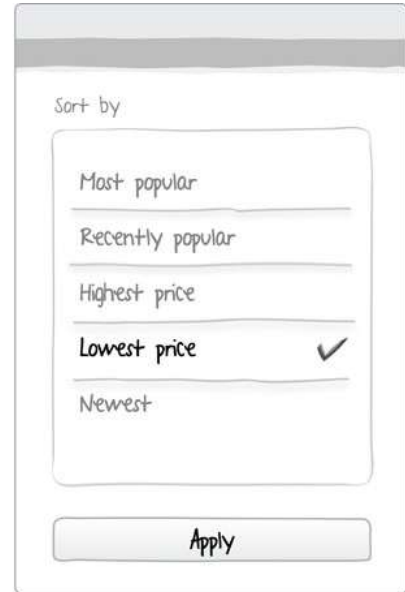 Sort by
Most popular
Recently popular
Highest price
Lowest price
Newest
Apply